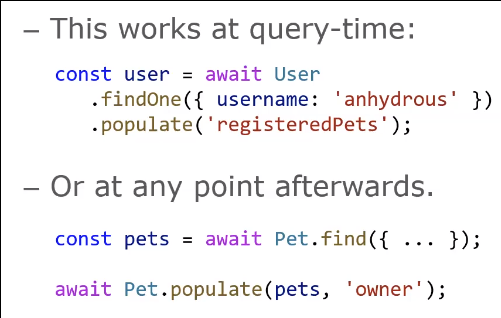 – This works at query-time:
const user = await User
.findOne({ username: 'anhydrous' })
.populate('registeredPets');
– Or at any point afterwards.
const pets = await Pet.find({ ... });
await Pet.populate(pets, 'owner');